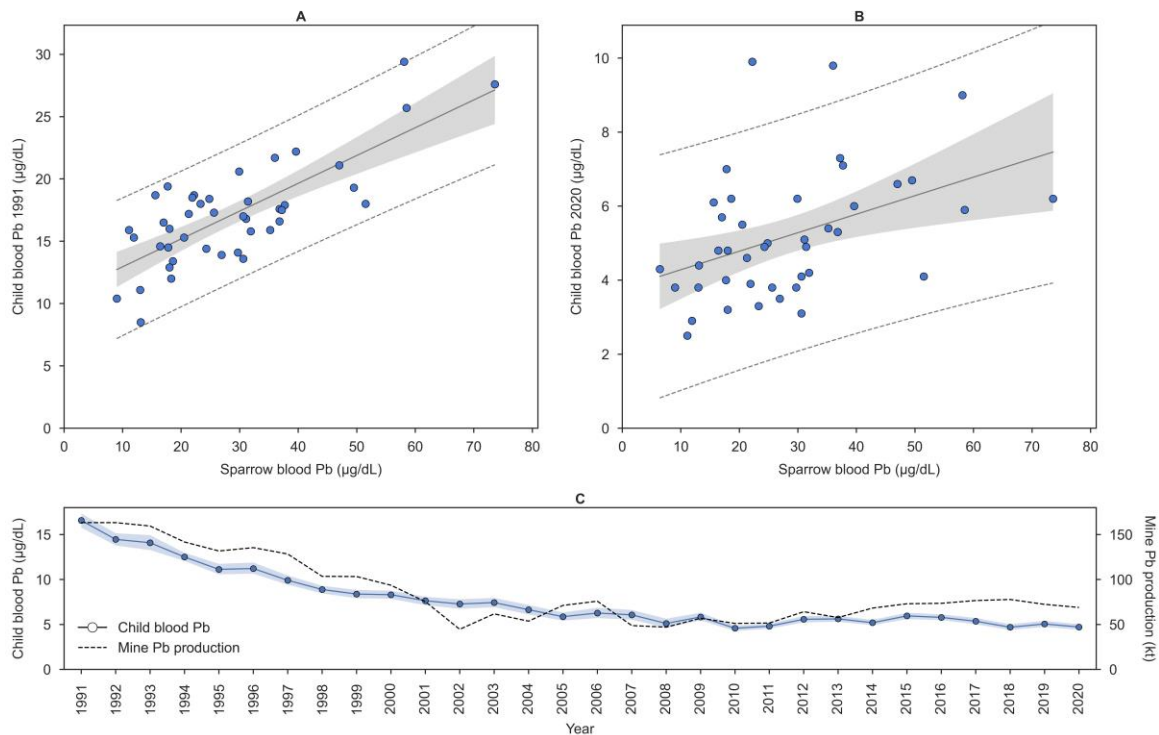 A
Child blood Pb 1991 (µg/dL)
30
25
20
15
10
5
0
0 10 20 30 40 50 60 70 80
Sparrow blood Pb (µg/dL)
B
Child blood Pb 2020 (µg/dL)
10
8
6
4
2
0
0 10 20 30 40 50 60 70 80
Sparrow blood Pb (µg/dL)
C
Child blood Pb (µg/dL)
15
10
5
0
Child blood Pb
Mine Pb production
150
100
50
0
Mine Pb production (kt)
1991 1992 1993 1994 1995 1996 1997 1998 1999 2000 2001 2002 2003 2004 2005 2006 2007 2008 2009 2010 2011 2012 2013 2014 2015 2016 2017 2018 2019 2020
Year